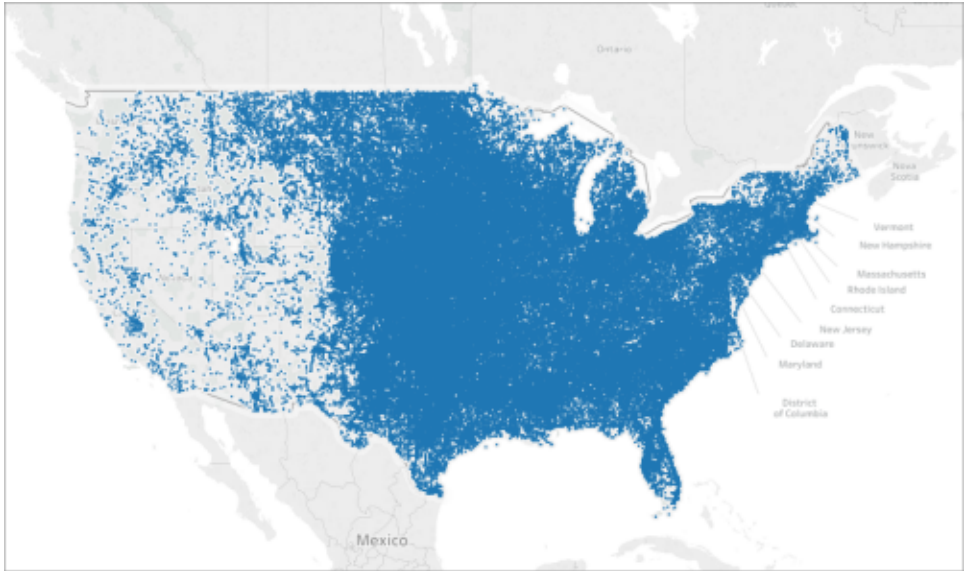 Ontario
New
Nova
Scotia
Vermont
New Hampshire
Massachusetts
Rhode Island
Connecticut
New Jersey
Delaware
Maryland
District
of Columbia
Mexico